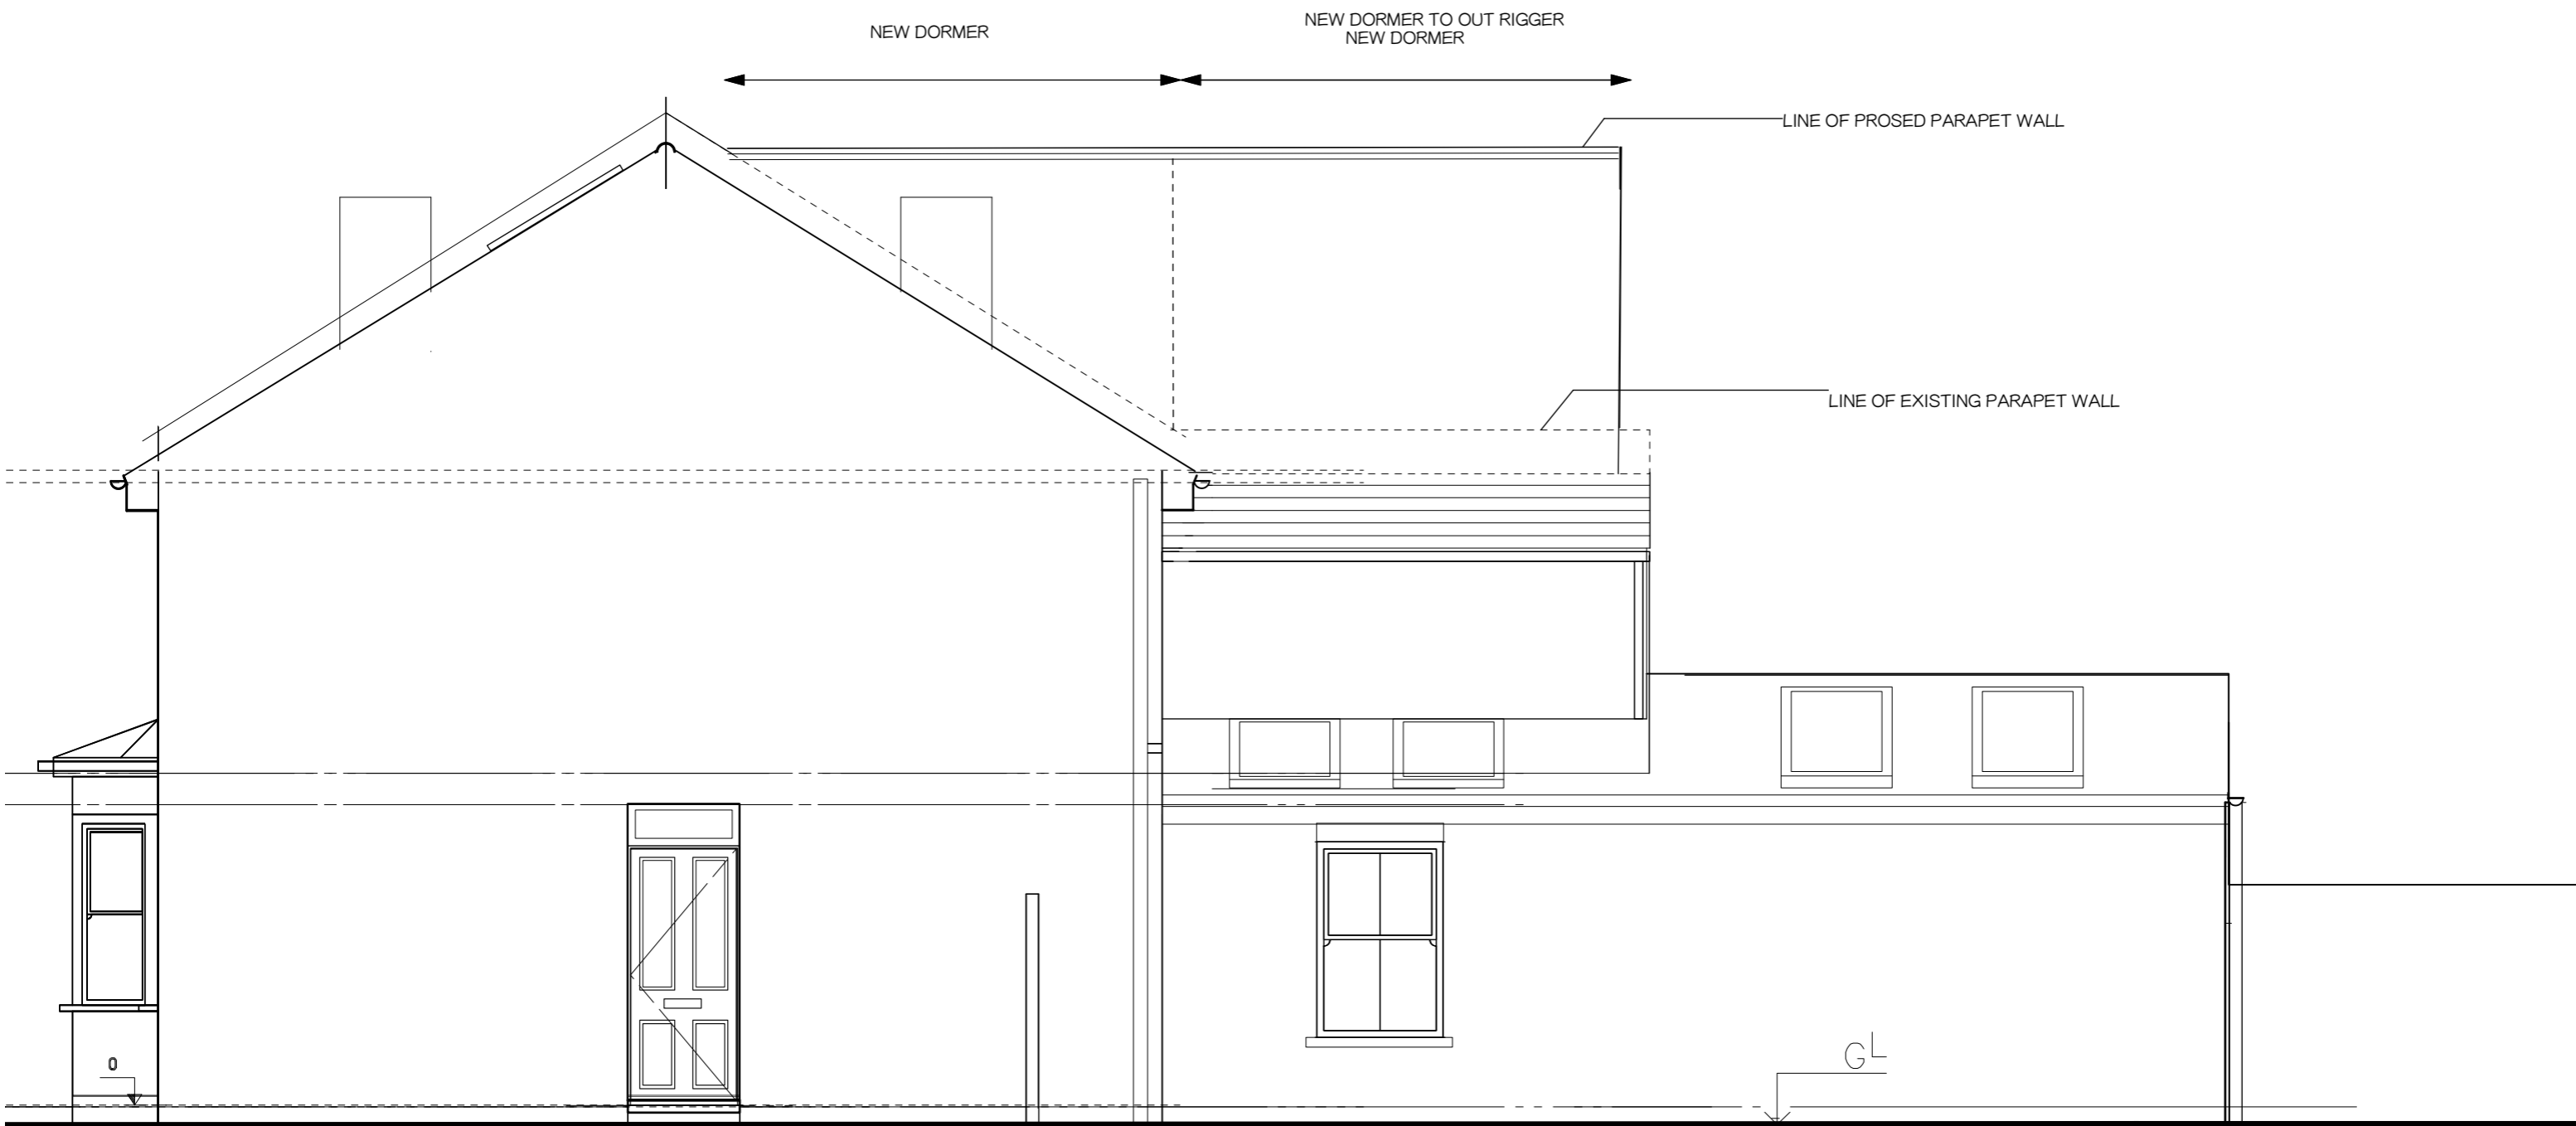 NEW DORMER
NEW DORMER TO OUT RIGGER
NEW DORMER
LINE OF PROSED PARAPET WALL
LINE OF EXISTING PARAPET WALL
GL